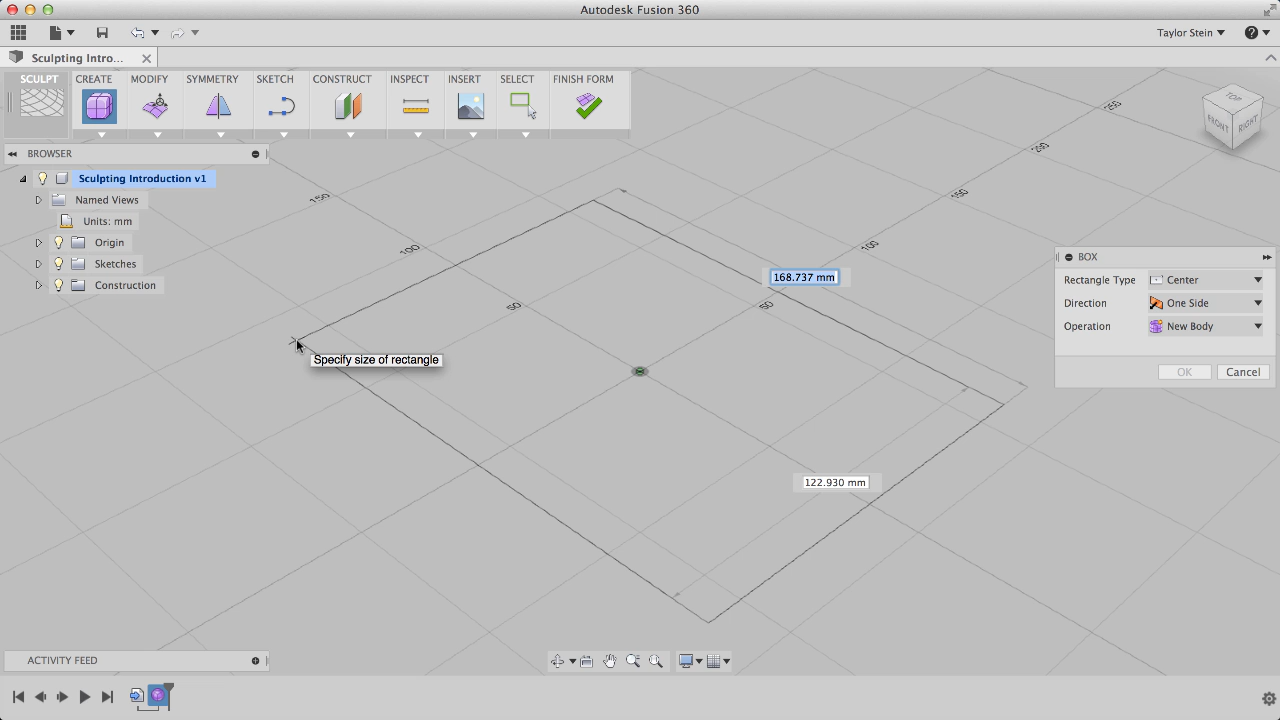 Autodesk Fusion 360
Taylor Stein
Sculpting Intro...
SCULPT
CREATE
MODIFY
SYMMETRY
SKETCH
CONSTRUCT
INSPECT
INSERT
SELECT
FINISH FORM
TOP
FRONT
RIGHT
BROWSER
Sculpting Introduction v1
Named Views
Units: mm
Origin
Sketches
Construction
150
100
50
50
100
150
250
250
168.737 mm
122.930 mm
Specify size of rectangle
BOX
Rectangle Type
Center
Direction
One Side
Operation
New Body
OK
Cancel
ACTIVITY FEED